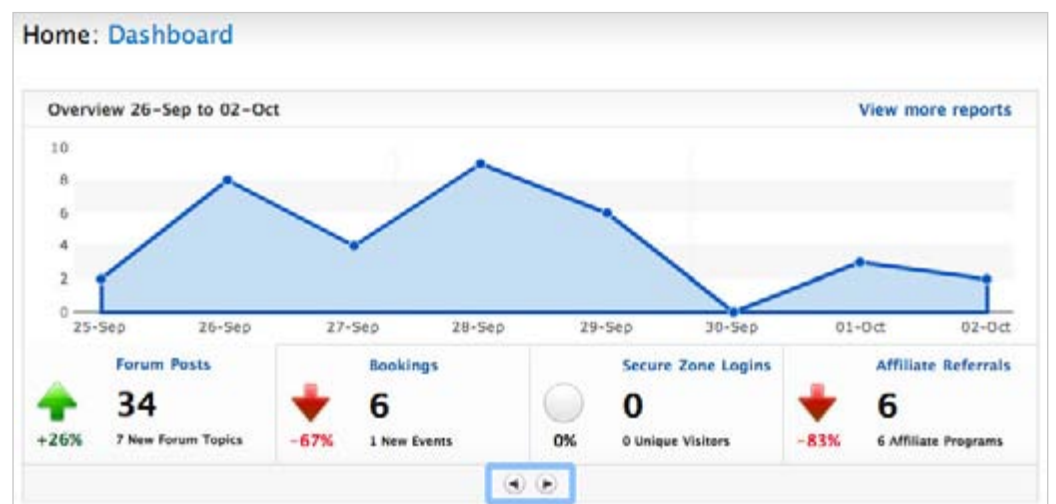 Home: Dashboard
Overview 26-Sep to 02-Oct View more reports
10
8
6
4
2
0
25-Sep 26-Sep 27-Sep 28-Sep 29-Sep 30-Sep 01-Oct 02-Oct
Forum Posts Bookings Secure Zone Logins Affiliate Referrals
34 6 0 6
+26% 7 New Forum Topics -67% 1 New Events 0% 0 Unique Visitors -83% 6 Affiliate Programs